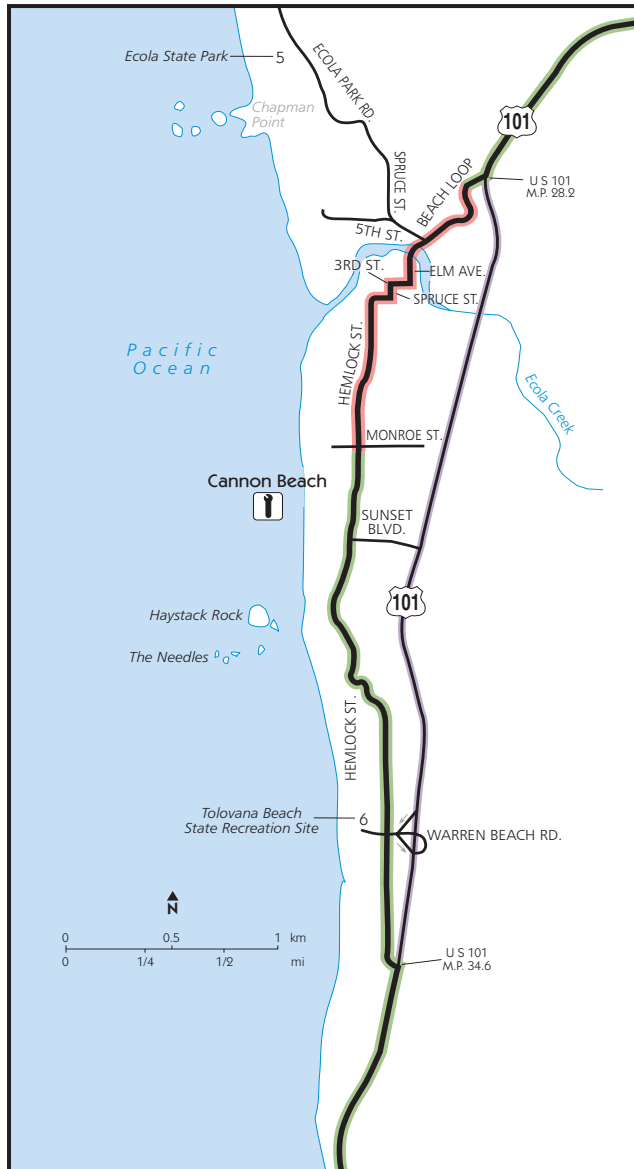 Ecola State Park
5
ECOLA PARK RD.
Chapman
Point
101
SPRUCE ST.
BEACH LOOP
U S 101
M.P. 28.2
5TH ST.
3RD ST.
ELM AVE.
SPRUCE ST.
HEMLOCK ST.
Pacific
Ocean
Ecola Creek
MONROE ST.
Cannon Beach
SUNSET
BLVD.
101
Haystack Rock
The Needles
HEMLOCK ST.
Tolovana Beach
State Recreation Site
6
WARREN BEACH RD.
N
0 0.5 1 km
0 1/4 1/2 mi
U S 101
M.P. 34.6